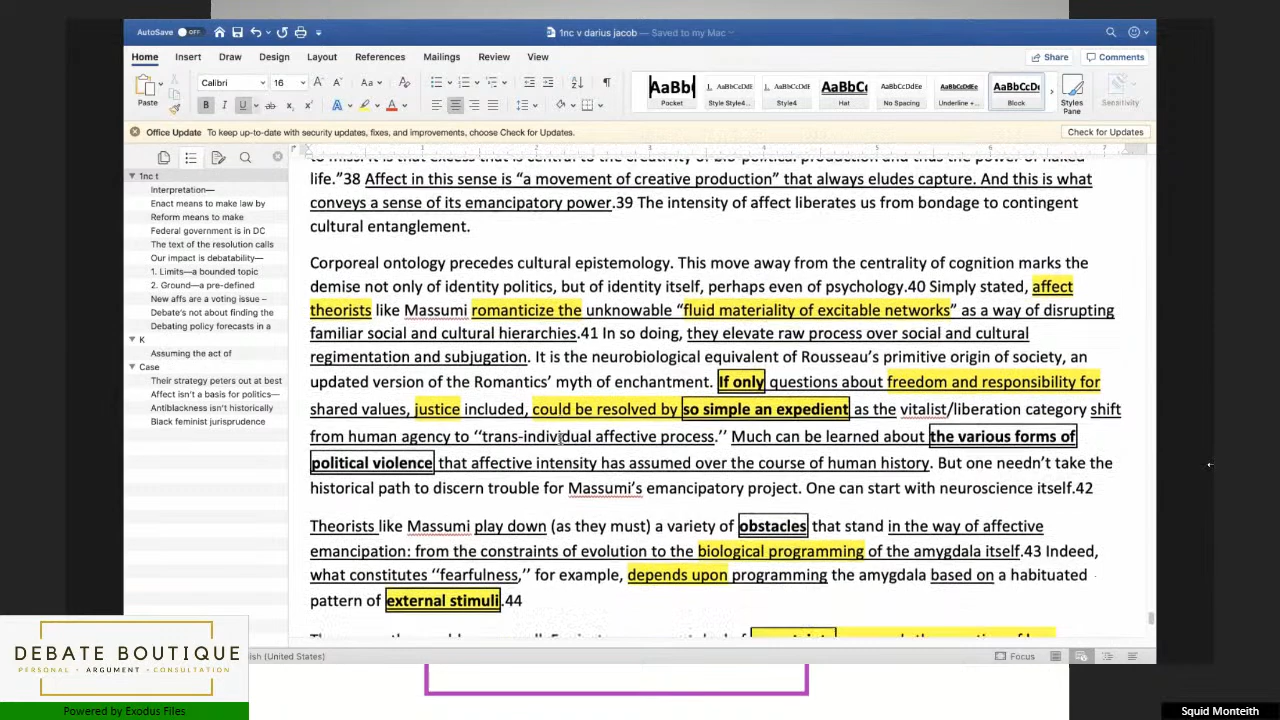 AutoSave OFF
1nc v darius jacob — Saved to my Mac
Home Insert Draw Design Layout References Mailings Review View
Share Comments
Paste
Calibri 16
AaBb( AaBbCcDc AaBbCcDc AaBbCc AaBbCcDdEe AaBbCcDdEe AaBbCcDc
Pocket Style Style4... Style4 Hat No Spacing Underline +... Block Styles Pane Sensitivity
Office Update To keep up-to-date with security updates, fixes, and improvements, choose Check for Updates. Check for Updates
1 2 3 4 5 6 7
1nc t
Interpretation—
Enact means to make law by
Reform means to make
Federal government is in DC
The text of the resolution calls
Our impact is debatability—
1. Limits—a bounded topic
2. Ground—a pre-defined
New affs are a voting issue –
Debate's not about finding the
Debating policy forecasts in a
K
Assuming the act of
Case
Their strategy peters out at best
Affect isn't a basis for politics—
Antiblackness isn't historically
Black feminist jurisprudence
life."38 Affect in this sense is "a movement of creative production" that always eludes capture. And this is what
conveys a sense of its emancipatory power.39 The intensity of affect liberates us from bondage to contingent
cultural entanglement.
Corporeal ontology precedes cultural epistemology. This move away from the centrality of cognition marks the
demise not only of identity politics, but of identity itself, perhaps even of psychology.40 Simply stated, affect
theorists like Massumi romanticize the unknowable "fluid materiality of excitable networks" as a way of disrupting
familiar social and cultural hierarchies.41 In so doing, they elevate raw process over social and cultural
regimentation and subjugation. It is the neurobiological equivalent of Rousseau's primitive origin of society, an
updated version of the Romantics' myth of enchantment. If only questions about freedom and responsibility for
shared values, justice included, could be resolved by so simple an expedient as the vitalist/liberation category shift
from human agency to ‘‘trans-individual affective process.’’ Much can be learned about the various forms of
political violence that affective intensity has assumed over the course of human history. But one needn't take the
historical path to discern trouble for Massumi's emancipatory project. One can start with neuroscience itself.42
Theorists like Massumi play down (as they must) a variety of obstacles that stand in the way of affective
emancipation: from the constraints of evolution to the biological programming of the amygdala itself.43 Indeed,
what constitutes ‘‘fearfulness,’’ for example, depends upon programming the amygdala based on a habituated
pattern of external stimuli.44
DEBATE BOUTIQUE
PERSONAL • ARGUMENT • CONSULTATION
Powered by Exodus Files
(United States)
Focus
Squid Monteith